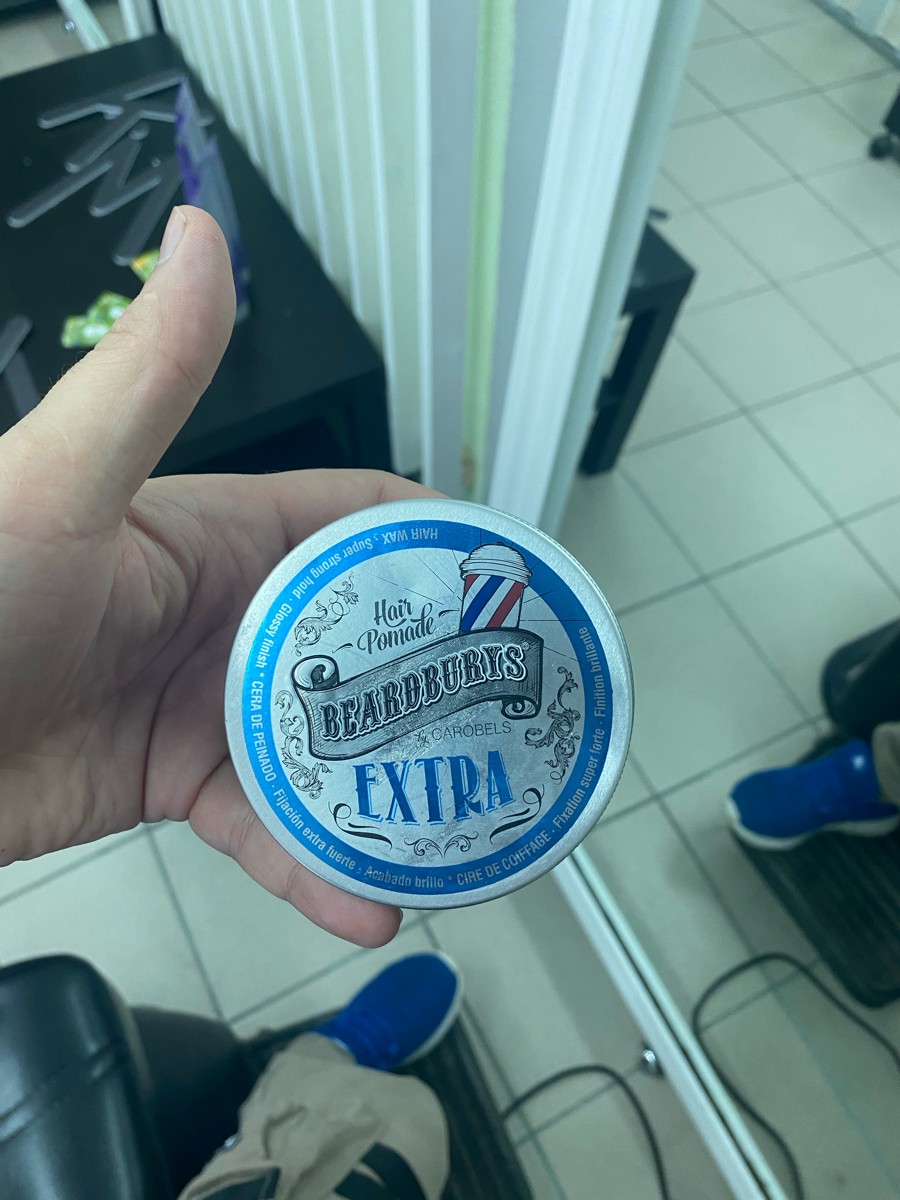 Hair
Pomade
BEARDBURYS
by CAROBELS
EXTRA
HAIR WAX · Super strong hold · Glossy finish * CERA DE PEINADO · Fijación extra fuerte · Acabado brillo * CIRE DE COIFFAGE · Fixation super forte · Finition brillante